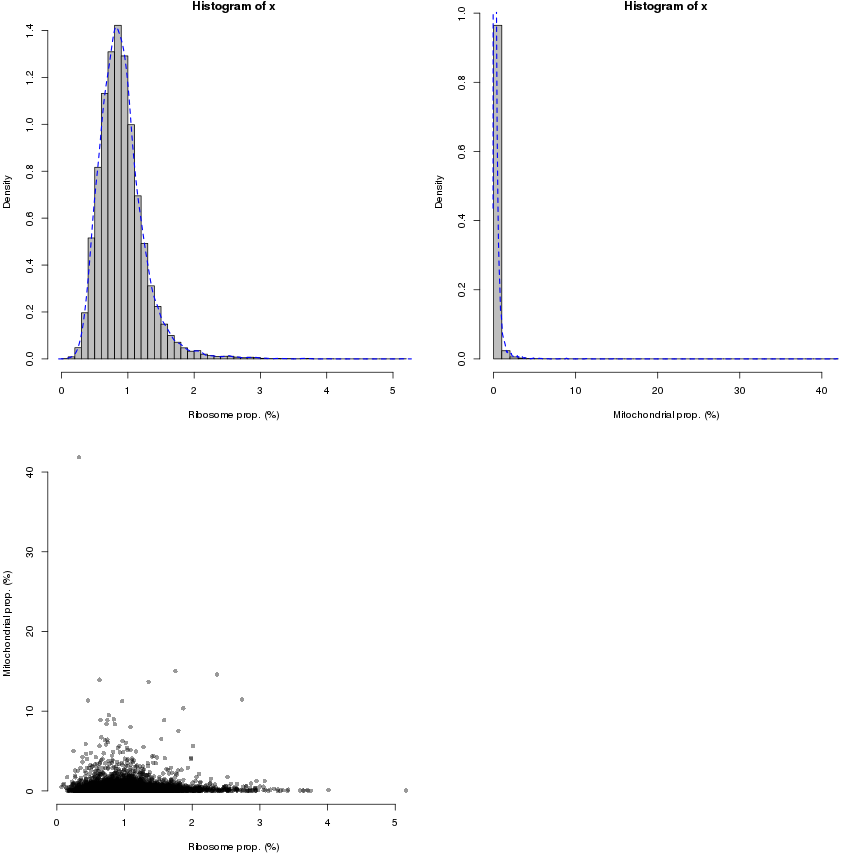 Histogram of x
Density
0.0 0.2 0.4 0.6 0.8 1.0 1.2 1.4
0 1 2 3 4 5
Ribosome prop. (%)
Histogram of x
Density
0.0 0.2 0.4 0.6 0.8 1.0
0 10 20 30 40
Mitochondrial prop. (%)
Mitochondrial prop. (%)
0 10 20 30 40
0 1 2 3 4 5
Ribosome prop. (%)